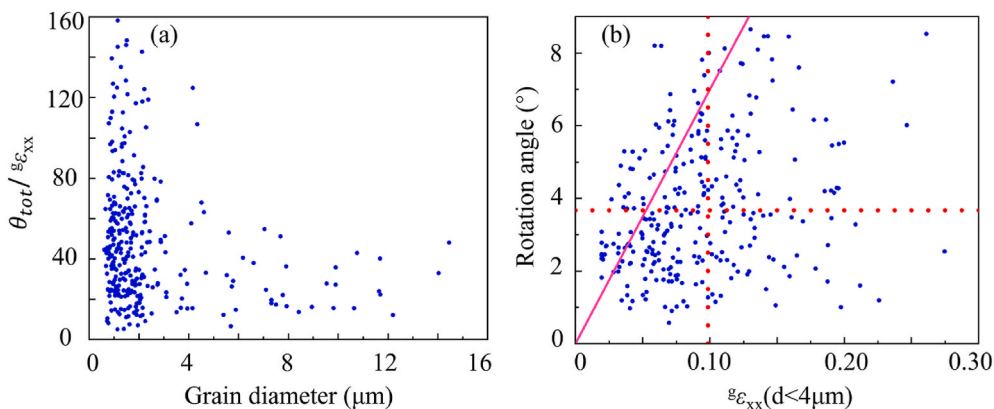 (a)
θ_tot/ ᵍε_xx
160
120
80
40
0
0 4 8 12 16
Grain diameter (μm)
(b)
Rotation angle (°)
8
6
4
2
0
0 0.10 0.20 0.30
ᵍε_xx(d<4μm)